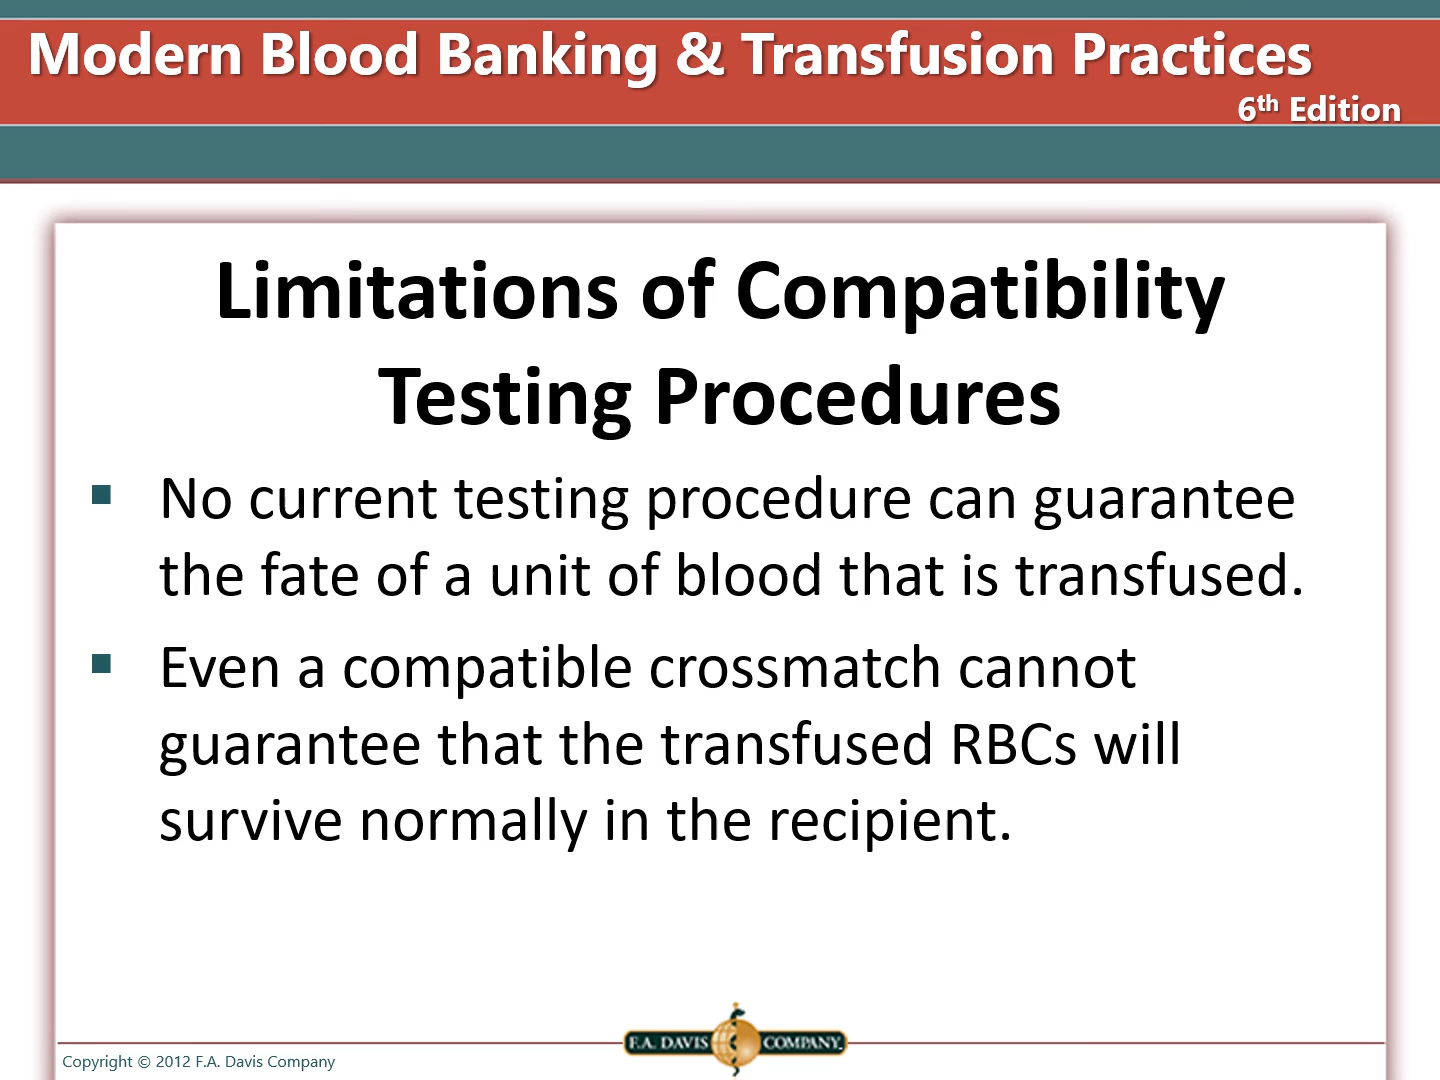 Modern Blood Banking & Transfusion Practices
6th Edition
Limitations of Compatibility
Testing Procedures
▪ No current testing procedure can guarantee
the fate of a unit of blood that is transfused.
▪ Even a compatible crossmatch cannot
guarantee that the transfused RBCs will
survive normally in the recipient.
F.A. DAVIS COMPANY
Copyright © 2012 F.A. Davis Company